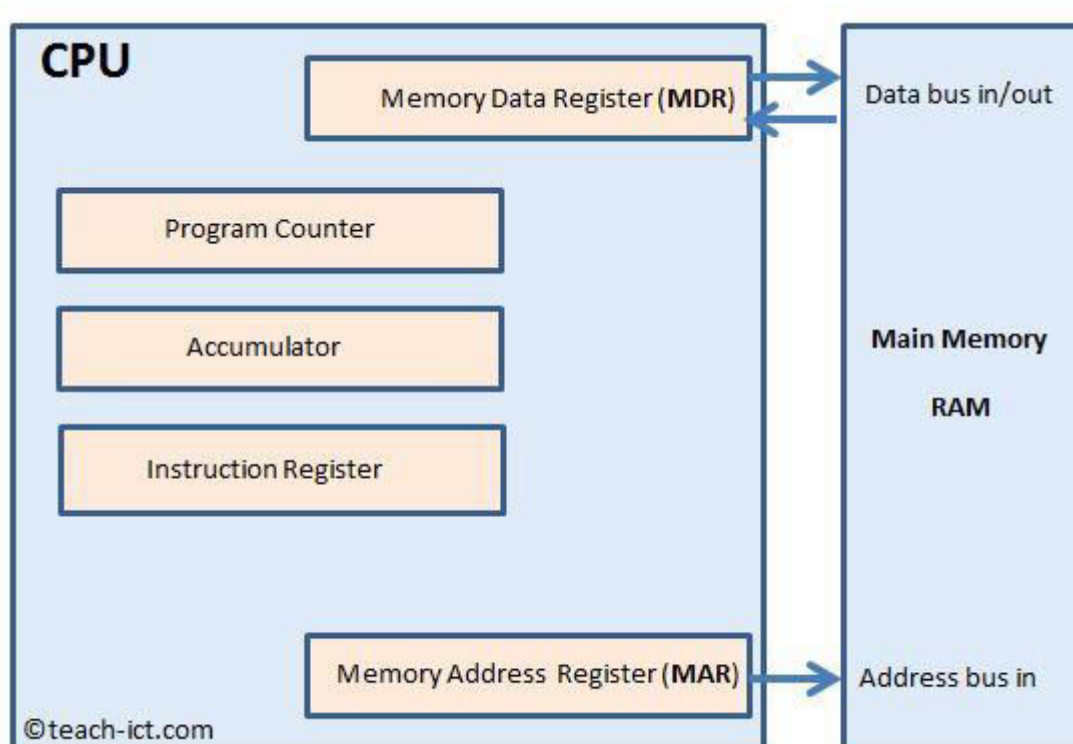 CPU
Memory Data Register (MDR)
Data bus in/out
Program Counter
Accumulator
Main Memory
RAM
Instruction Register
Memory Address Register (MAR)
Address bus in
©teach-ict.com